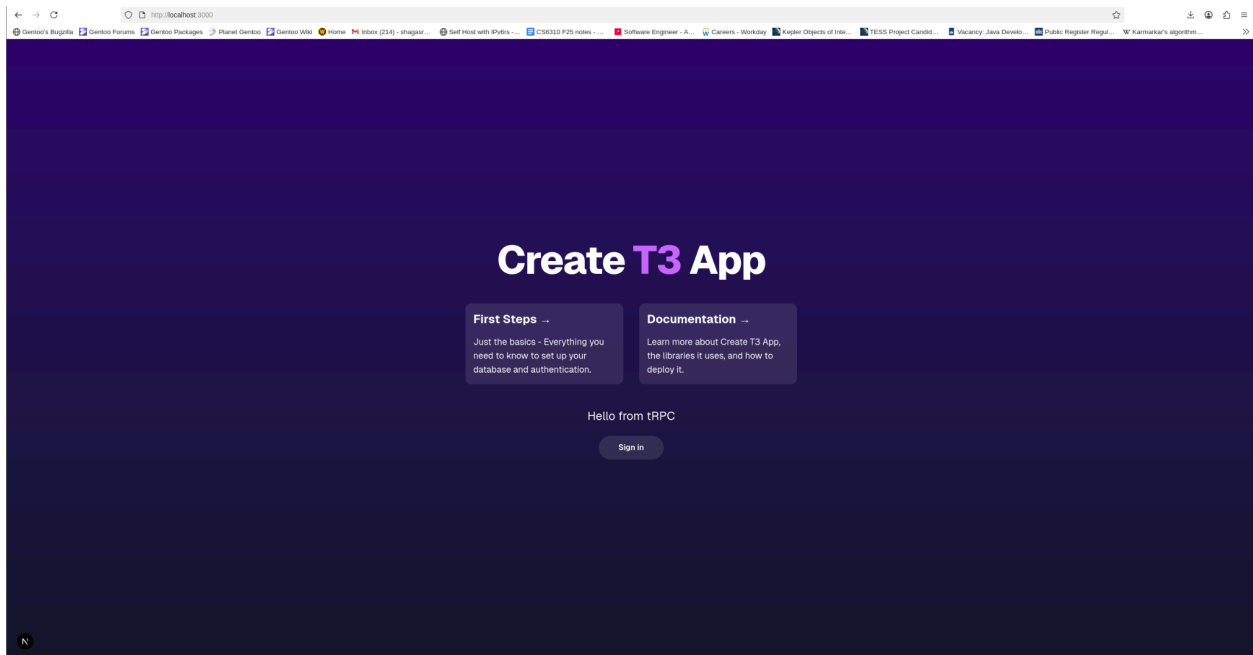 http://localhost:3000
Gentoo's Bugzilla Gentoo Forums Gentoo Packages Planet Gentoo Gentoo Wiki Home Inbox (214) - shagasr... Self Host with IPv6rs -... CS6310 F25 notes - ... Software Engineer - A... Careers - Workday Kepler Objects of Inte... TESS Project Candid... Vacancy: Java Develo... Public Register Regul... Karmarkar's algorithm...
Create T3 App
First Steps →
Just the basics - Everything you
need to know to set up your
database and authentication.
Documentation →
Learn more about Create T3 App,
the libraries it uses, and how to
deploy it.
Hello from tRPC
Sign in
N